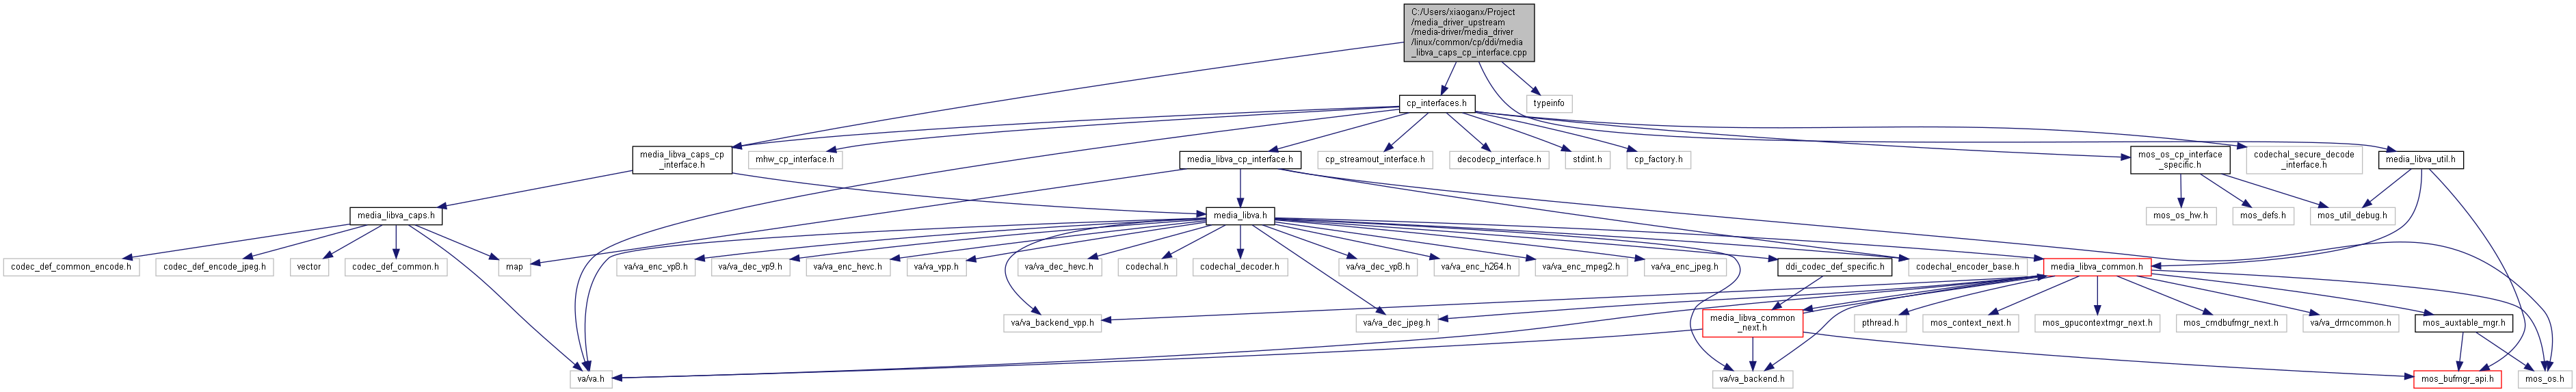 C:/Users/xiaoganx/Project
/media_driver_upstream
/media-driver/media_driver
/linux/common/cp/ddi/media
_libva_caps_cp_interface.cpp
cp_interfaces.h
typeinfo
media_libva_caps_cp
_interface.h
mhw_cp_interface.h
media_libva_cp_interface.h
cp_streamout_interface.h
decodecp_interface.h
stdint.h
cp_factory.h
mos_os_cp_interface
_specific.h
codechal_secure_decode
_interface.h
media_libva_util.h
media_libva_caps.h
media_libva.h
mos_os_hw.h
mos_defs.h
mos_util_debug.h
codec_def_common_encode.h
codec_def_encode_jpeg.h
vector
codec_def_common.h
map
va/va_enc_vp8.h
va/va_dec_vp9.h
va/va_enc_hevc.h
va/va_vpp.h
va/va_dec_hevc.h
codechal.h
codechal_decoder.h
va/va_dec_vp8.h
va/va_enc_h264.h
va/va_enc_mpeg2.h
va/va_enc_jpeg.h
ddi_codec_def_specific.h
codechal_encoder_base.h
media_libva_common.h
va/va_backend_vpp.h
va/va_dec_jpeg.h
media_libva_common
_next.h
pthread.h
mos_context_next.h
mos_gpucontextmgr_next.h
mos_cmdbufmgr_next.h
va/va_drmcommon.h
mos_auxtable_mgr.h
va/va.h
va/va_backend.h
mos_bufmgr_api.h
mos_os.h